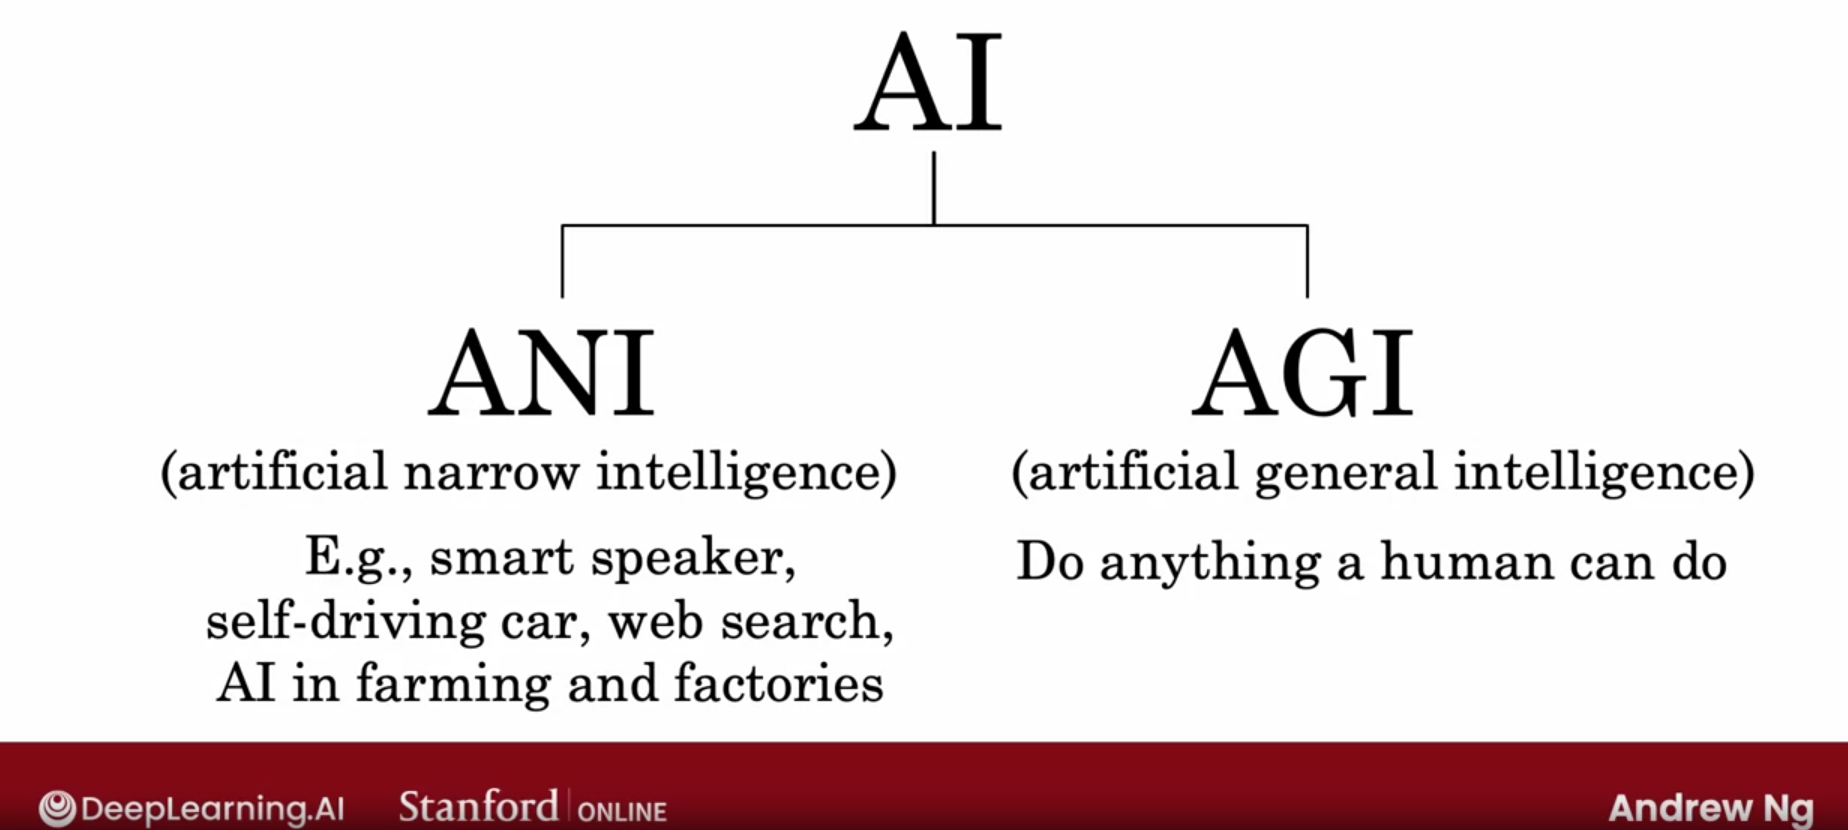 AI
ANI
(artificial narrow intelligence)
E.g., smart speaker,
self-driving car, web search,
AI in farming and factories
AGI
(artificial general intelligence)
Do anything a human can do
DeepLearning.AI
Stanford ONLINE
Andrew Ng